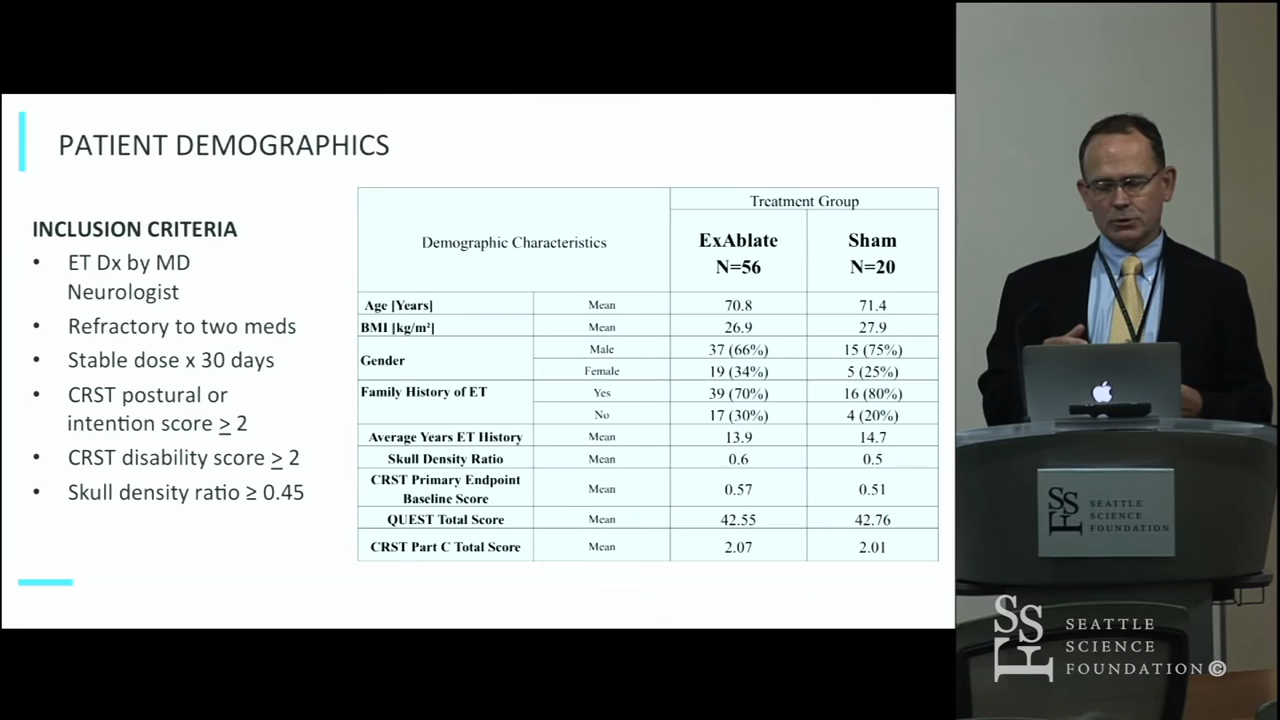 PATIENT DEMOGRAPHICS
INCLUSION CRITERIA
• ET Dx by MD
Neurologist
• Refractory to two meds
• Stable dose x 30 days
• CRST postural or
intention score ≥ 2
• CRST disability score ≥ 2
• Skull density ratio ≥ 0.45
Treatment Group
Demographic Characteristics
ExAblate
N=56
Sham
N=20
Age [Years] Mean 70.8 71.4
BMI [kg/m²] Mean 26.9 27.9
Gender
Male 37 (66%) 15 (75%)
Female 19 (34%) 5 (25%)
Family History of ET Yes 39 (70%) 16 (80%)
No 17 (30%) 4 (20%)
Average Years ET History Mean 13.9 14.7
Skull Density Ratio Mean 0.6 0.5
CRST Primary Endpoint
Baseline Score Mean 0.57 0.51
QUEST Total Score Mean 42.55 42.76
CRST Part C Total Score Mean 2.07 2.01
SSF
SEATTLE
SCIENCE
FOUNDATION
SSF
SEATTLE
SCIENCE
FOUNDATION©